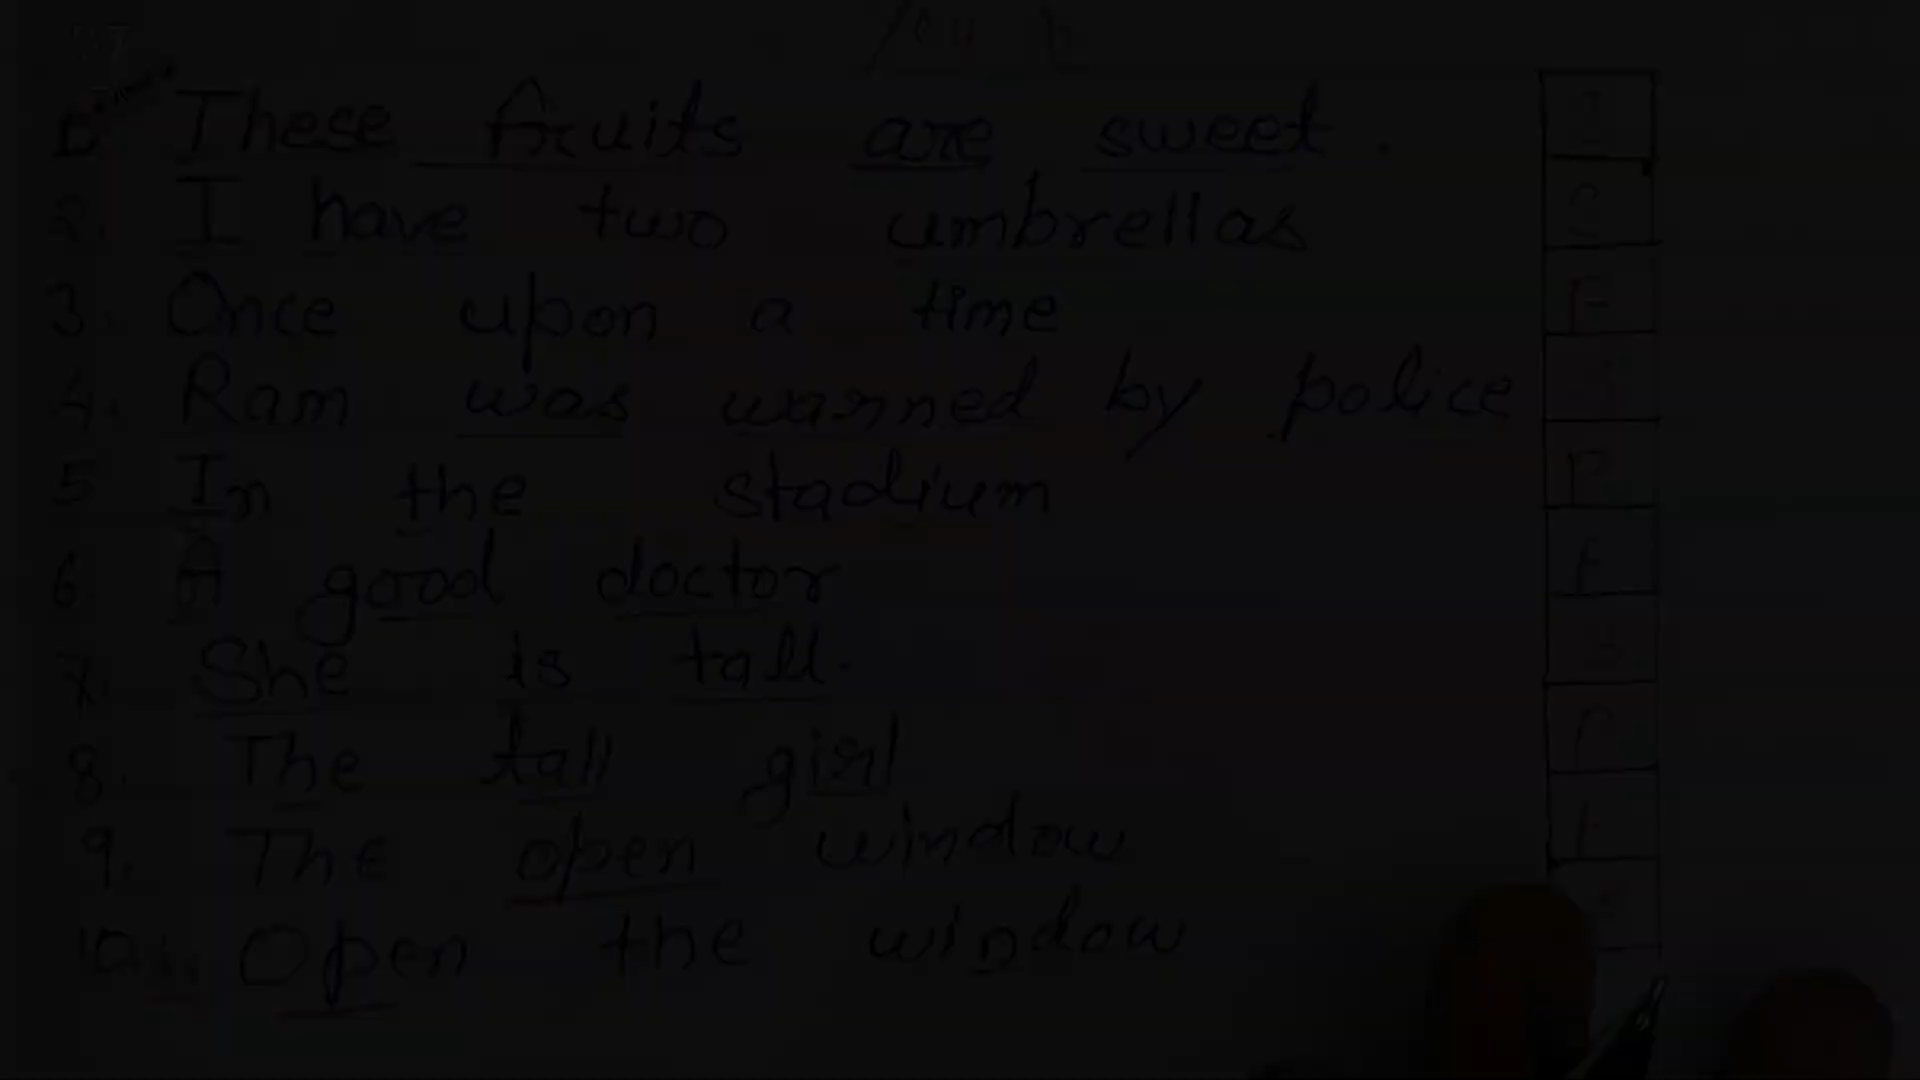 1. These fruits are sweet.
2. I have two umbrellas
3. Once upon a time
4. Ram was warned by police
5 In the stadium
6. A good doctor
7. She is tall.
8. The tall girl
9. The open window
10. Open the window